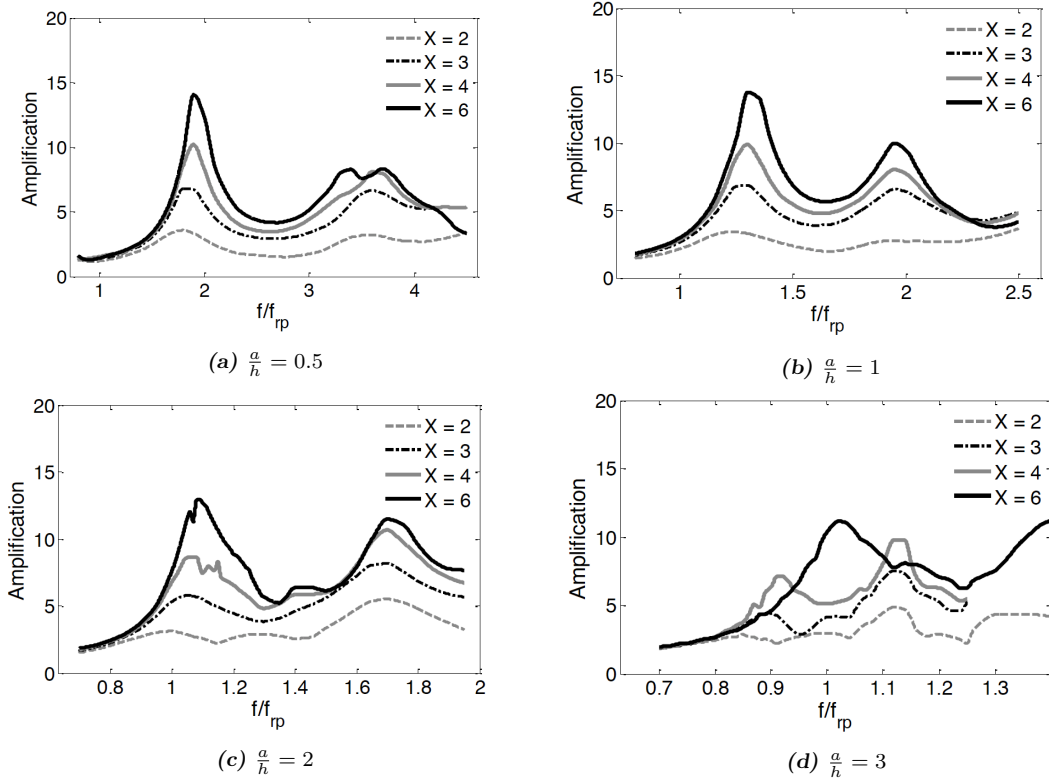 20
15
10
5
0
Amplification
X = 2
X = 3
X = 4
X = 6
1
2
3
4
f/f_rp
(a) a/h = 0.5
20
15
10
5
0
Amplification
X = 2
X = 3
X = 4
X = 6
1
1.5
2
2.5
f/f_rp
(b) a/h = 1
20
15
10
5
0
Amplification
X = 2
X = 3
X = 4
X = 6
0.8
1
1.2
1.4
1.6
1.8
2
f/f_rp
(c) a/h = 2
20
15
10
5
0
Amplification
X = 2
X = 3
X = 4
X = 6
0.7
0.8
0.9
1
1.1
1.2
1.3
f/f_rp
(d) a/h = 3